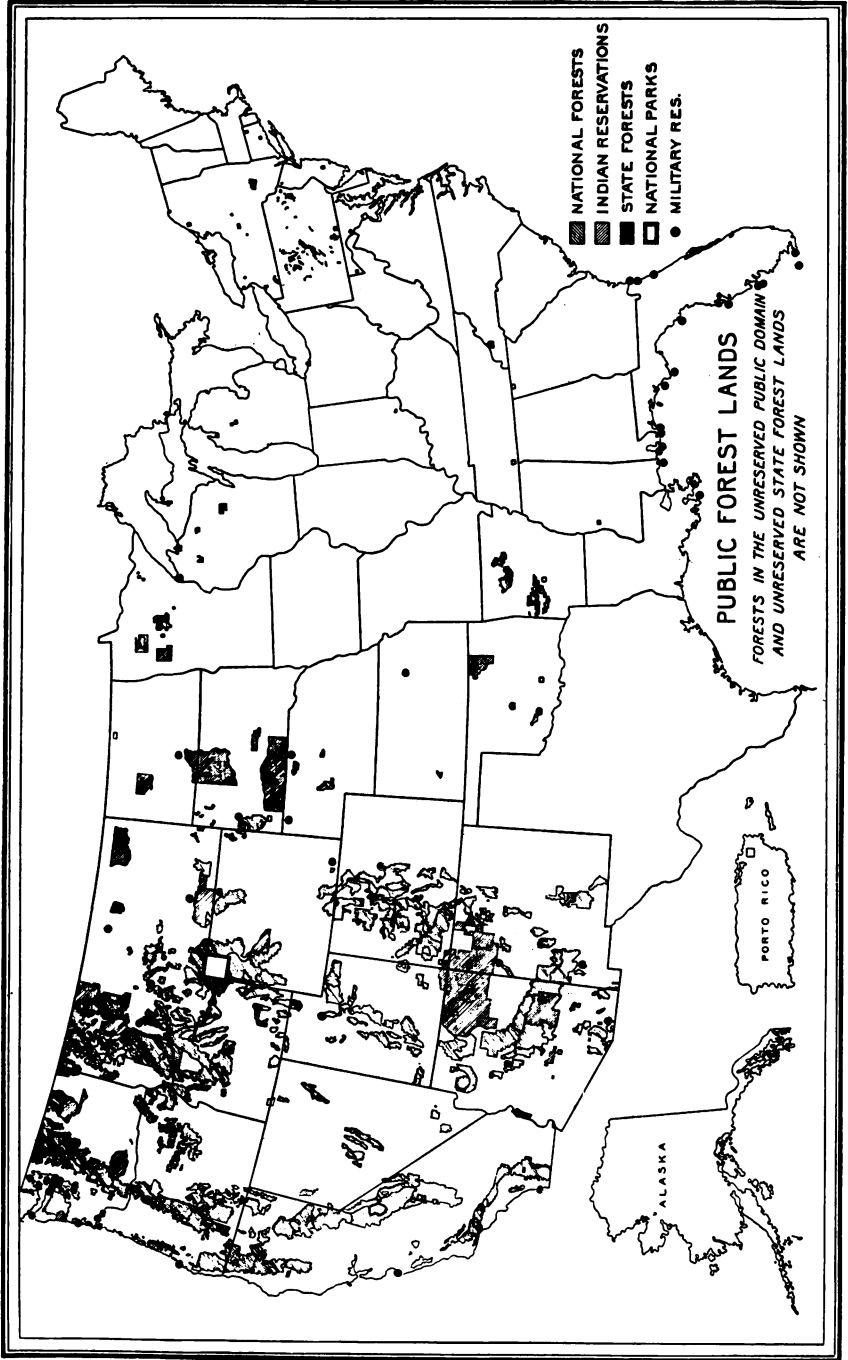 NATIONAL FORESTS
INDIAN RESERVATIONS
STATE FORESTS
NATIONAL PARKS
MILITARY RES.
PUBLIC FOREST LANDS
FORESTS IN THE UNRESERVED PUBLIC DOMAIN
AND UNRESERVED STATE FOREST LANDS
ARE NOT SHOWN
PORTO RICO
ALASKA